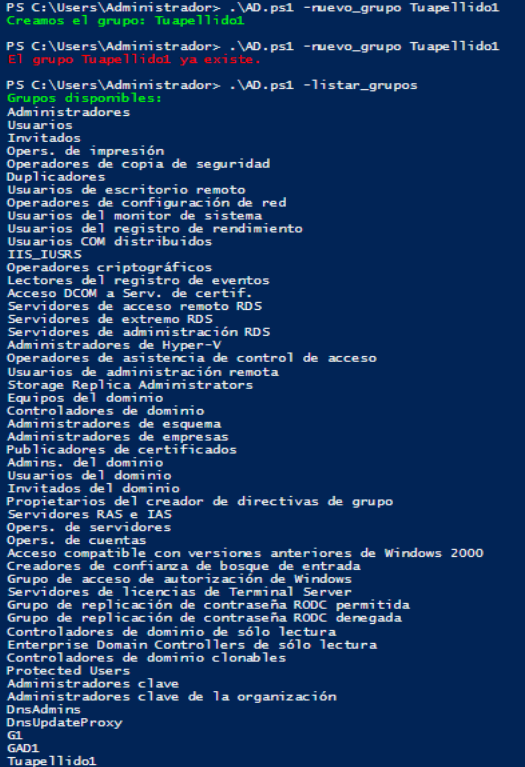 PS C:\Users\Administrador> .\AD.ps1 -nuevo_grupo Tuapellido1
Creamos el grupo: Tuapellido1
PS C:\Users\Administrador> .\AD.ps1 -nuevo_grupo Tuapellido1
El grupo Tuapellido1 ya existe.
PS C:\Users\Administrador> .\AD.ps1 -listar_grupos
Grupos disponibles:
Administradores
Usuarios
Invitados
Opers. de impresión
Operadores de copia de seguridad
Duplicadores
Usuarios de escritorio remoto
Operadores de configuración de red
Usuarios del monitor de sistema
Usuarios del registro de rendimiento
Usuarios COM distribuidos
IIS_IUSRS
Operadores criptográficos
Lectores del registro de eventos
Acceso DCOM a Serv. de certif.
Servidores de acceso remoto RDS
Servidores de extremo RDS
Servidores de administración RDS
Administradores de Hyper-V
Operadores de asistencia de control de acceso
Usuarios de administración remota
Storage Replica Administrators
Equipos del dominio
Controladores de dominio
Administradores de esquema
Administradores de empresas
Publicadores de certificados
Admins. del dominio
Usuarios del dominio
Invitados del dominio
Propietarios del creador de directivas de grupo
Servidores RAS e IAS
Opers. de servidores
Opers. de cuentas
Acceso compatible con versiones anteriores de Windows 2000
Creadores de confianza de bosque de entrada
Grupo de acceso de autorización de Windows
Servidores de licencias de Terminal Server
Grupo de replicación de contraseña RODC permitida
Grupo de replicación de contraseña RODC denegada
Controladores de dominio de sólo lectura
Enterprise Domain Controllers de sólo lectura
Controladores de dominio clonables
Protected Users
Administradores clave
Administradores clave de la organización
DnsAdmins
DnsUpdateProxy
G1
GAD1
Tuapellido1